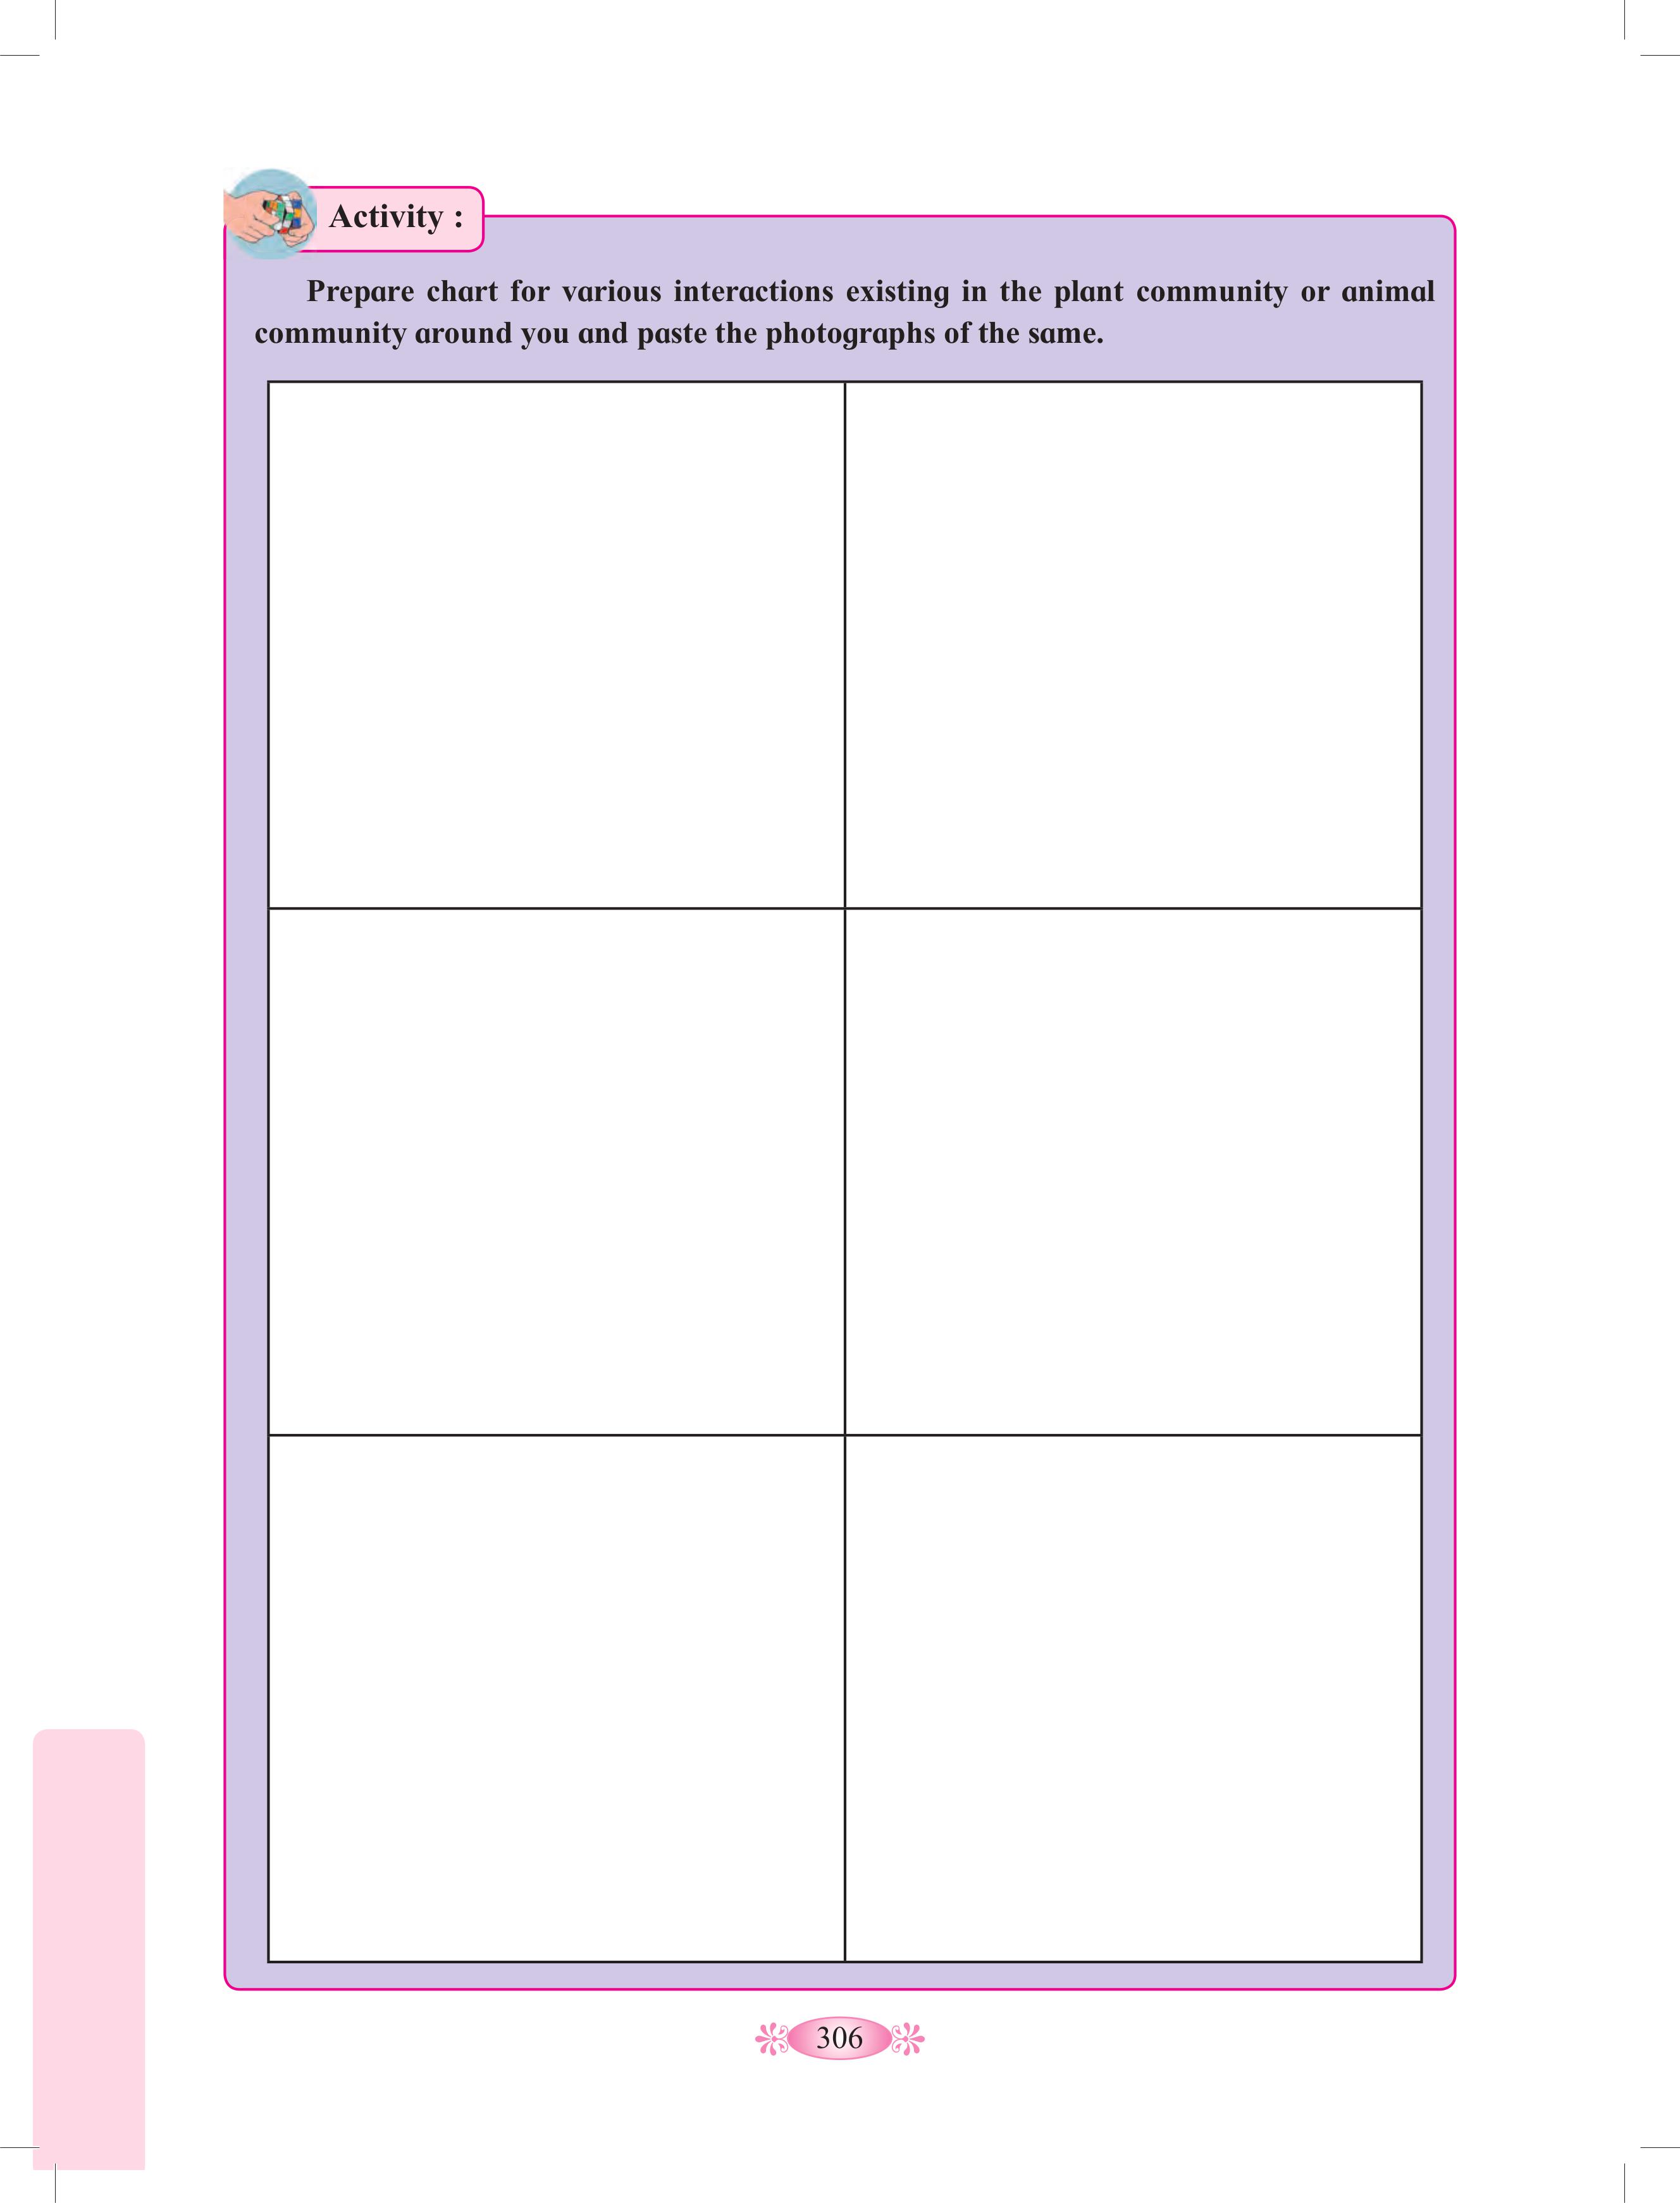 Activity :
Prepare chart for various interactions existing in the plant community or animal
community around you and paste the photographs of the same.
306